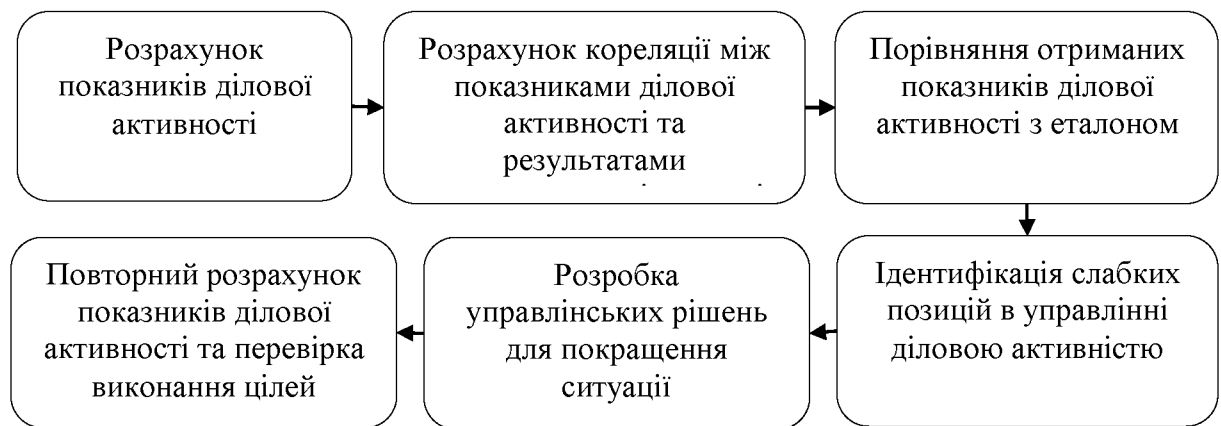 Розрахунок
показників ділової
активності
Розрахунок кореляції між
показниками ділової
активності та
результатами
Порівняння отриманих
показників ділової
активності з еталоном
Ідентифікація слабких
позицій в управлінні
діловою активністю
Розробка
управлінських рішень
для покращення
ситуації
Повторний розрахунок
показників ділової
активності та перевірка
виконання цілей